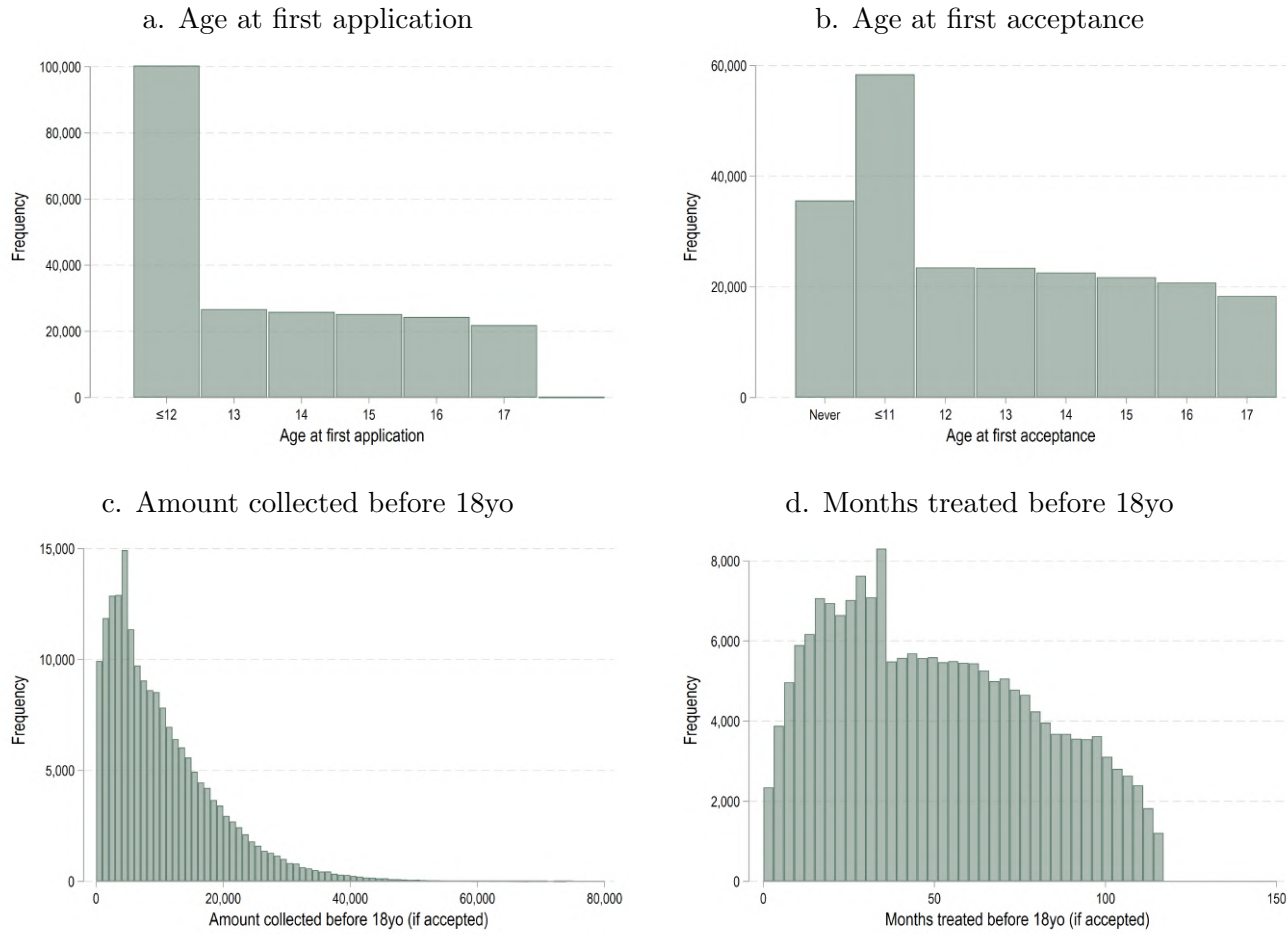 a. Age at first application
100,000
80,000
60,000
40,000
20,000
0
Frequency
≤12 13 14 15 16 17
Age at first application
b. Age at first acceptance
60,000
40,000
20,000
0
Frequency
Never ≤11 12 13 14 15 16 17
Age at first acceptance
c. Amount collected before 18yo
15,000
10,000
5,000
0
Frequency
0 20,000 40,000 60,000 80,000
Amount collected before 18yo (if accepted)
d. Months treated before 18yo
8,000
6,000
4,000
2,000
0
Frequency
0 50 100 150
Months treated before 18yo (if accepted)